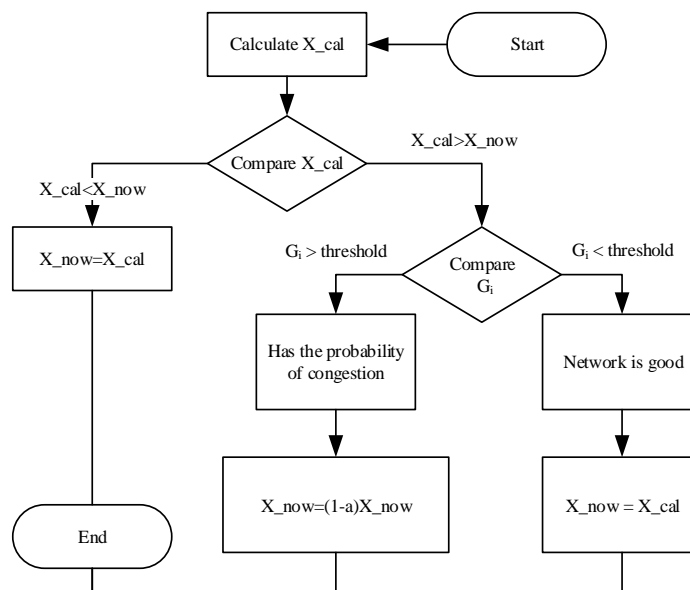 Calculate X_cal
Start
Compare X_cal
X_cal>X_now
X_cal<X_now
X_now=X_cal
Gᵢ > threshold
Compare
Gᵢ
Gᵢ < threshold
Has the probability
of congestion
Network is good
X_now=(1-a)X_now
X_now = X_cal
End